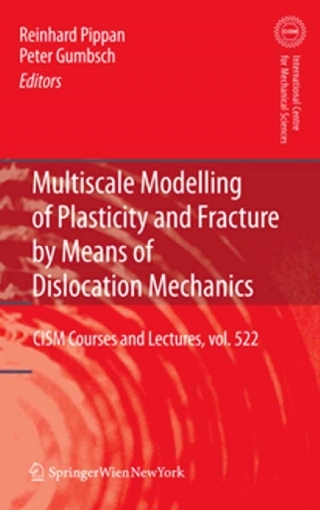 Reinhard Pippan
Peter Gumbsch
Editors
CISM
International Centre
for Mechanical Sciences
Multiscale Modelling
of Plasticity and Fracture
by Means of
Dislocation Mechanics
CISM Courses and Lectures, vol. 522
SpringerWienNewYork